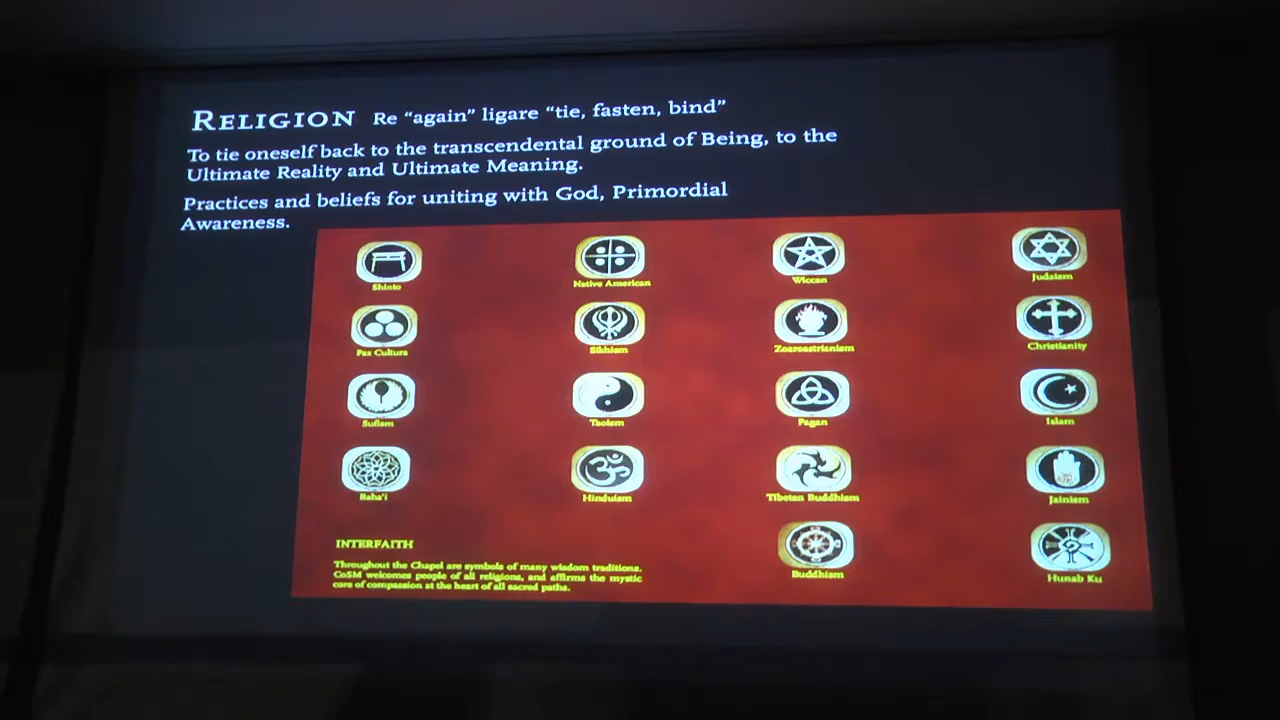 RELIGION Re "again" ligare "tie, fasten, bind"
To tie oneself back to the transcendental ground of Being, to the
Ultimate Reality and Ultimate Meaning.
Practices and beliefs for uniting with God, Primordial
Awareness.
Shinto
Native American
Wiccan
Judaism
Pax Cultura
Sikhism
Zoaroastrianism
Christianity
Sufism
Taoism
Pagan
Islam
Baha'i
Hinduism
Tibetan Buddhism
Jainism
Buddhism
Hunab Ku
INTERFAITH
Throughout the Chapel are symbols of many wisdom traditions.
CoSM welcomes people of all religions, and affirms the mystic
core of compassion at the heart of all sacred paths.